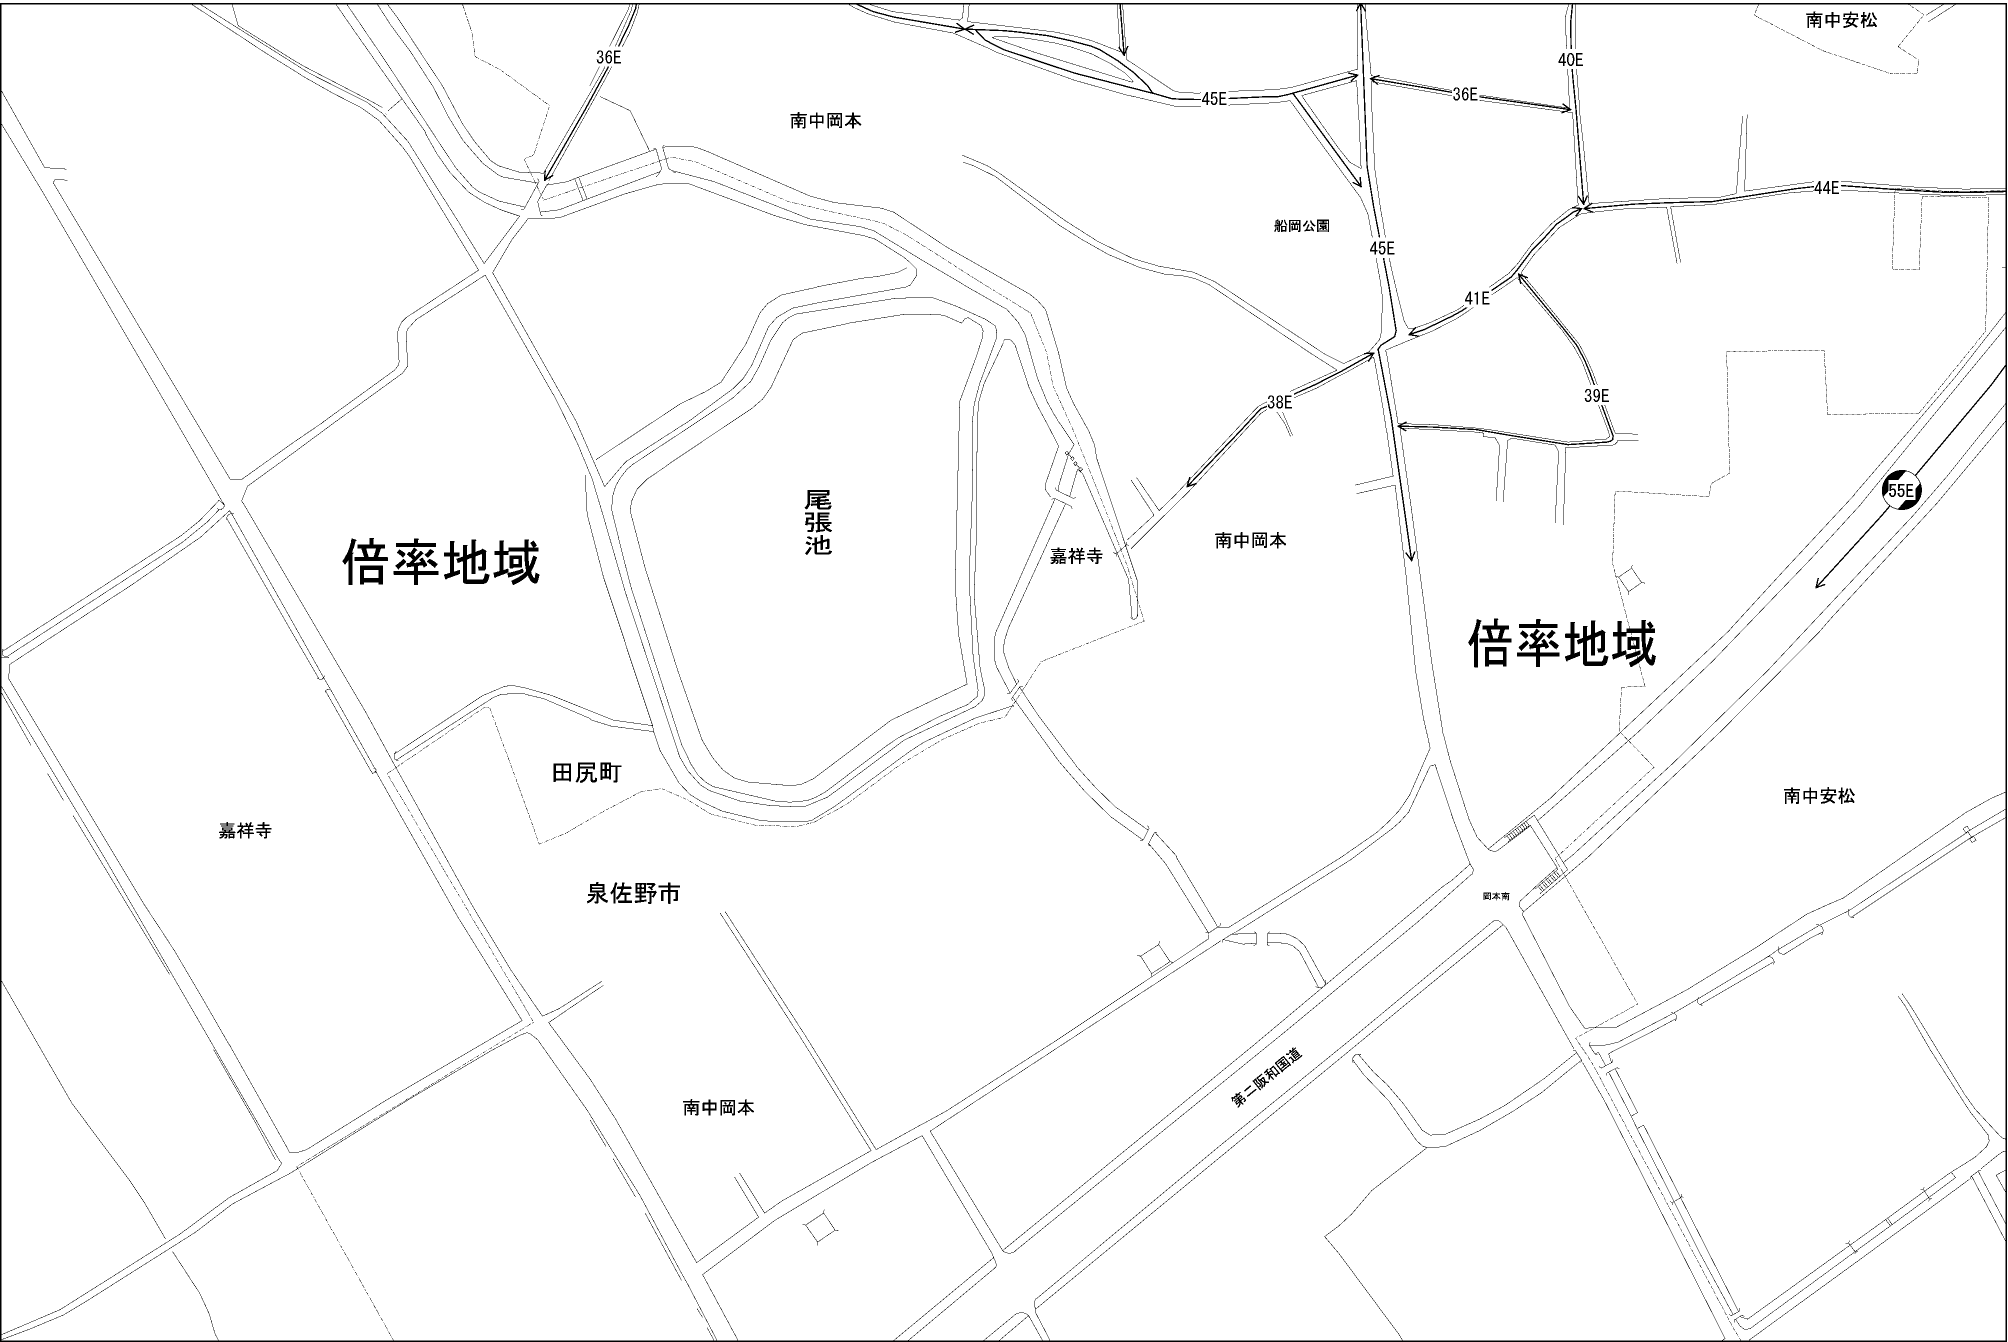 南中安松
36E
40E
45E
36E
南中岡本
44E
船岡公園
45E
41E
39E
38E
55E
尾張池
南中岡本
嘉祥寺
倍率地域
倍率地域
田尻町
南中安松
嘉祥寺
泉佐野市
岡本南
第二阪和国道
南中岡本